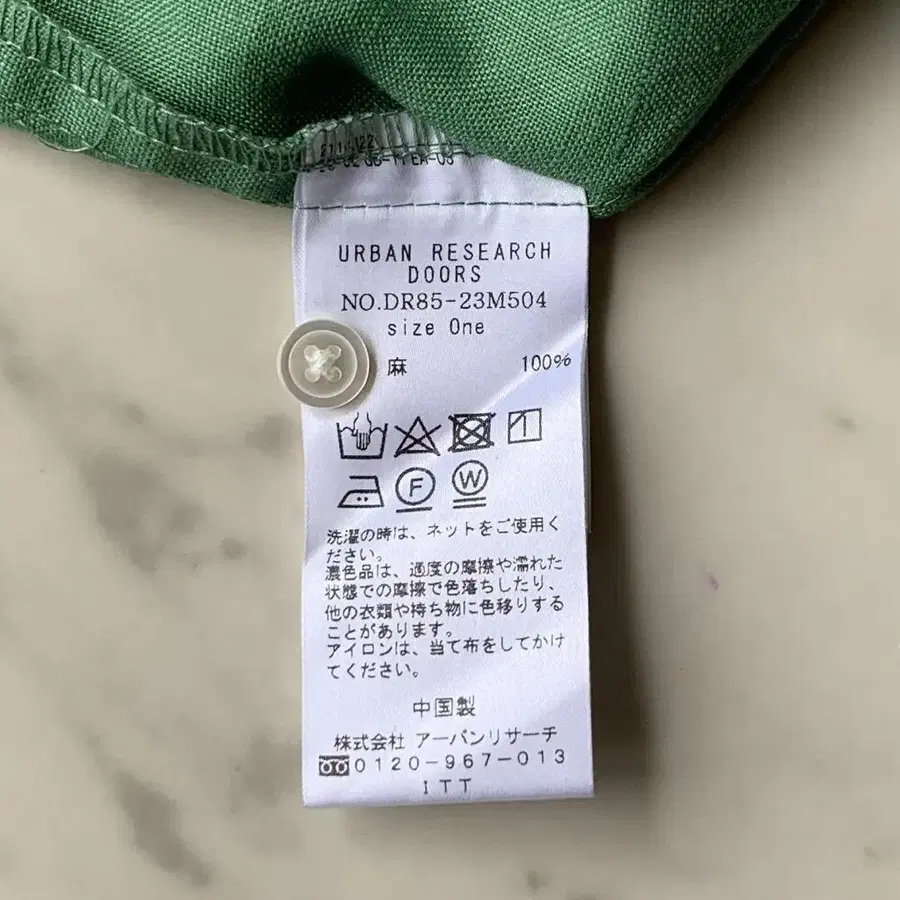 URBAN RESEARCH
DOORS
NO.DR85-23M504
size One
麻 100%
F W
洗濯の時は、ネットをご使用く
ださい。
濃色品は、過度の摩擦や濡れた
状態での摩擦で色落ちしたり、
他の衣類や持ち物に色移りする
ことがあります。
アイロンは、当て布をしてかけ
てください。
中国製
株式会社 アーバンリサーチ
0120-967-013
ITT